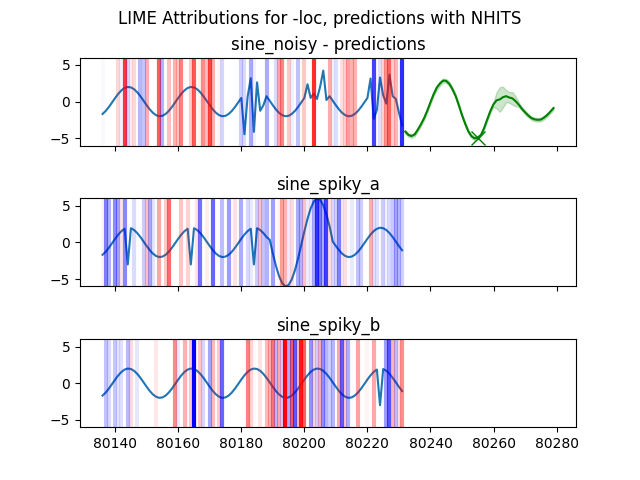 LIME Attributions for -loc, predictions with NHITS
sine_noisy - predictions
5
0
−5
sine_spiky_a
5
0
−5
sine_spiky_b
5
0
−5
80140 80160 80180 80200 80220 80240 80260 80280